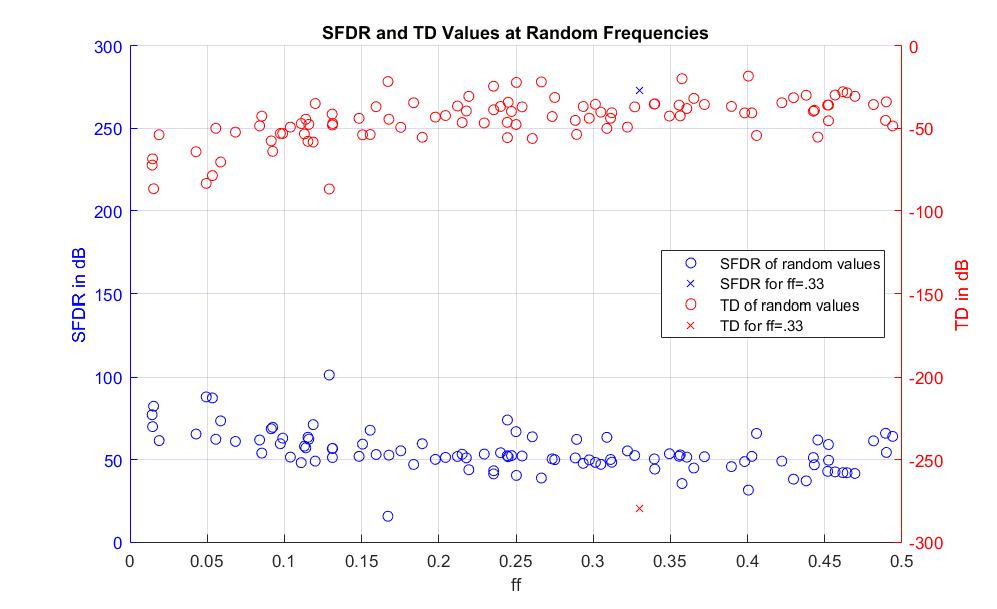 SFDR and TD Values at Random Frequencies
300
250
200
150
100
50
0
SFDR in dB
0
-50
-100
-150
-200
-250
-300
TD in dB
SFDR of random values
SFDR for ff=.33
TD of random values
TD for ff=.33
0 0.05 0.1 0.15 0.2 0.25 0.3 0.35 0.4 0.45 0.5
ff